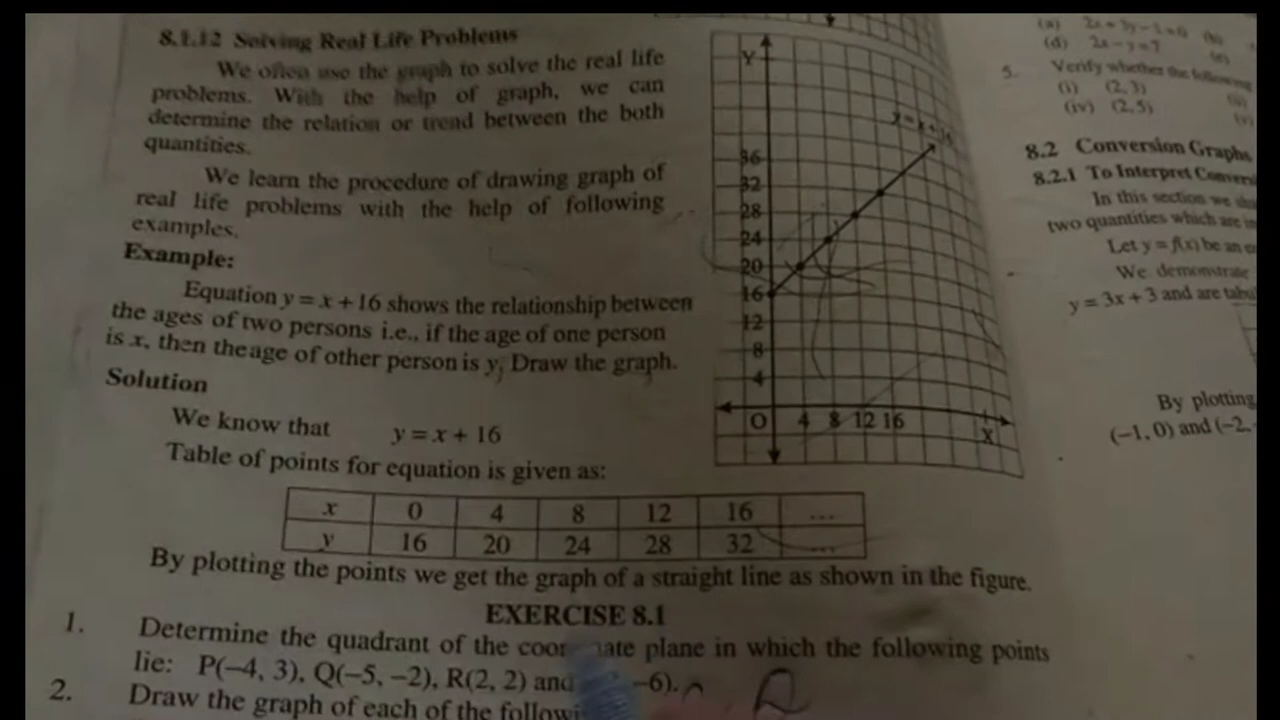 8.1.12 Solving Real Life Problems
We often use the graph to solve the real life
problems. With the help of graph, we can
determine the relation or trend between the both
quantities.
We learn the procedure of drawing graph of
real life problems with the help of following
examples.
Example:
Equation y = x + 16 shows the relationship between
the ages of two persons i.e., if the age of one person
is x, then the age of other person is y. Draw the graph.
Solution
We know that y = x + 16
Table of points for equation is given as:
x 0 4 8 12 16 ...
y 16 20 24 28 32 ...
By plotting the points we get the graph of a straight line as shown in the figure.
EXERCISE 8.1
1. Determine the quadrant of the plane in which the following points
lie: P(–4, 3), Q(–5, –2), R(2, 2) and –6).
2. Draw the graph of each of the
Y
y = x + 16
36
32
28
24
20
16
12
8
4
O 4 8 12 16
X
(d) 2x – y = 7
5. Verify whether the following
(i) (2, 3)
(iv) (2, 5)
8.2 Conversion Graphs
8.2.1 To Interpret
In this section we
two quantities which are
Let y = f(x) be an
We demonstrate
y = 3x + 3 and are
By plotting
(–1, 0) and (–2,